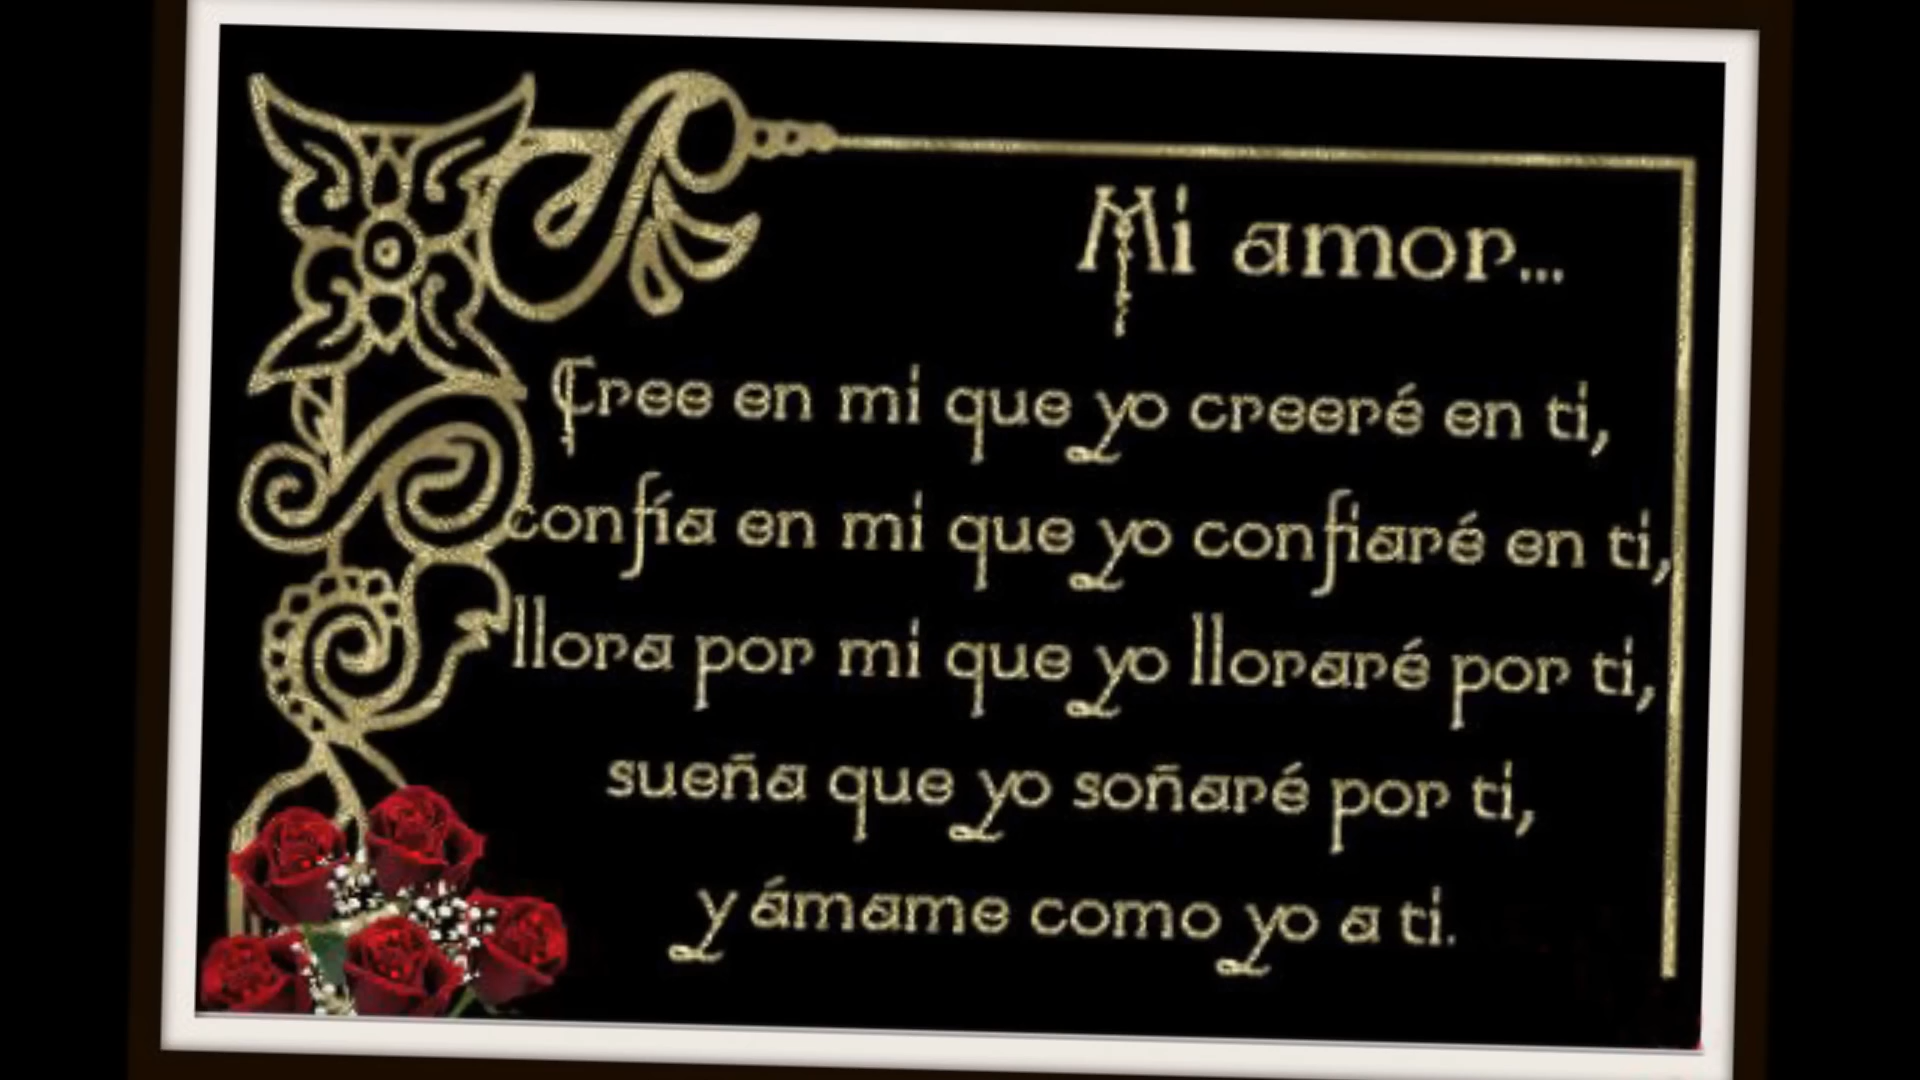 Mi amor...
Cree en mi que yo creeré en ti,
confía en mi que yo confiaré en ti,
llora por mi que yo lloraré por ti,
sueña que yo soñaré por ti,
y ámame como yo a ti.